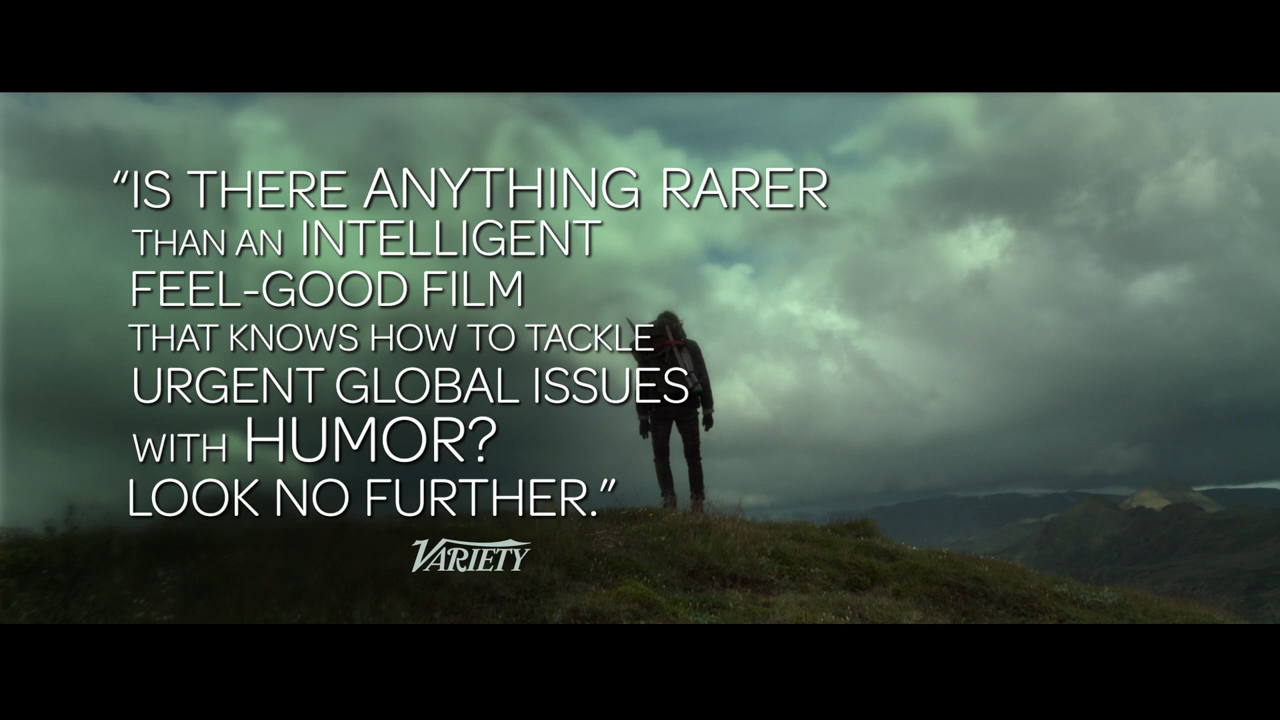 “IS THERE ANYTHING RARER
THAN AN INTELLIGENT
FEEL-GOOD FILM
THAT KNOWS HOW TO TACKLE
URGENT GLOBAL ISSUES
WITH HUMOR?
LOOK NO FURTHER.”
VARIETY